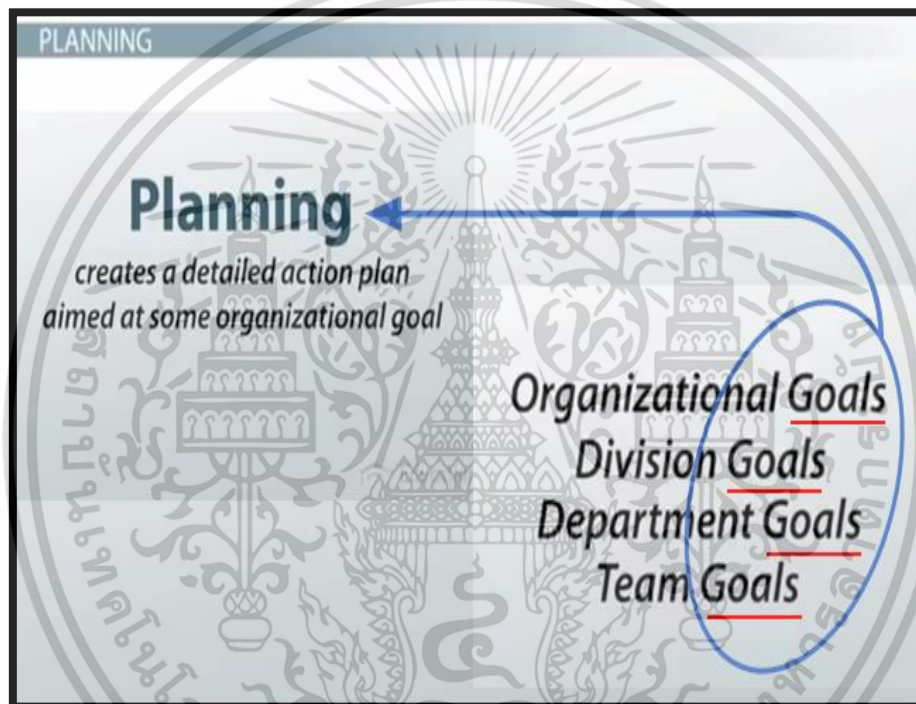 PLANNING
Planning
creates a detailed action plan
aimed at some organizational goal
Organizational Goals
Division Goals
Department Goals
Team Goals